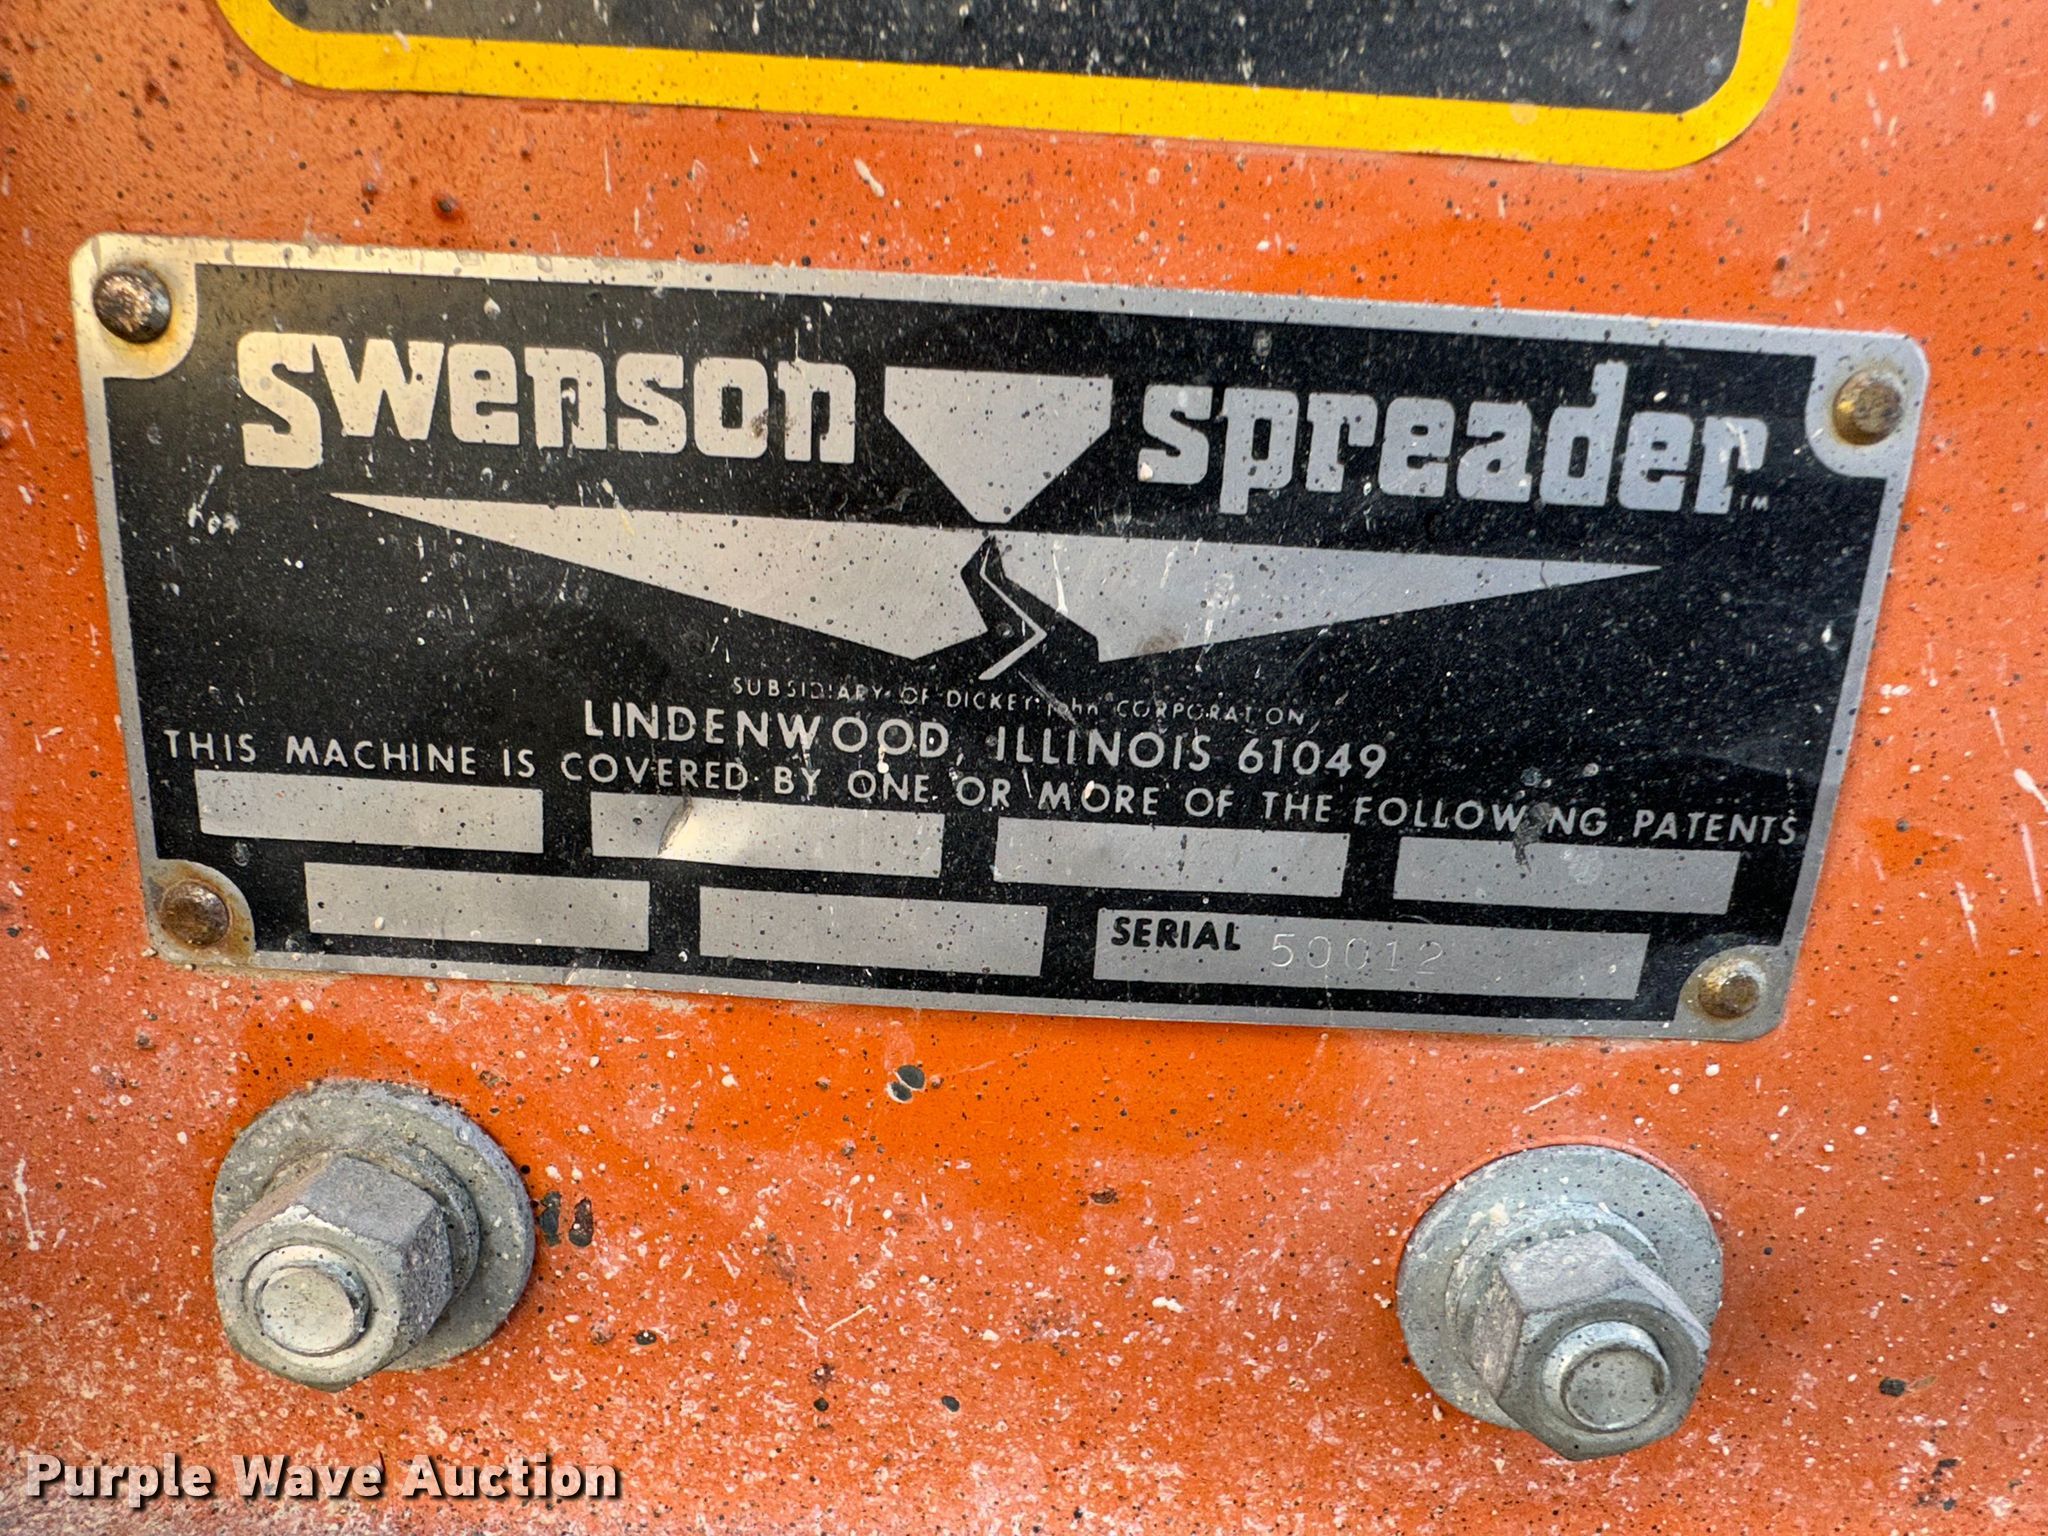 Swenson spreader™
SUBSIDIARY OF DICKEY-john CORPORATION
LINDENWOOD, ILLINOIS 61049
THIS MACHINE IS COVERED BY ONE OR MORE OF THE FOLLOWING PATENTS
SERIAL 50012
Purple Wave Auction